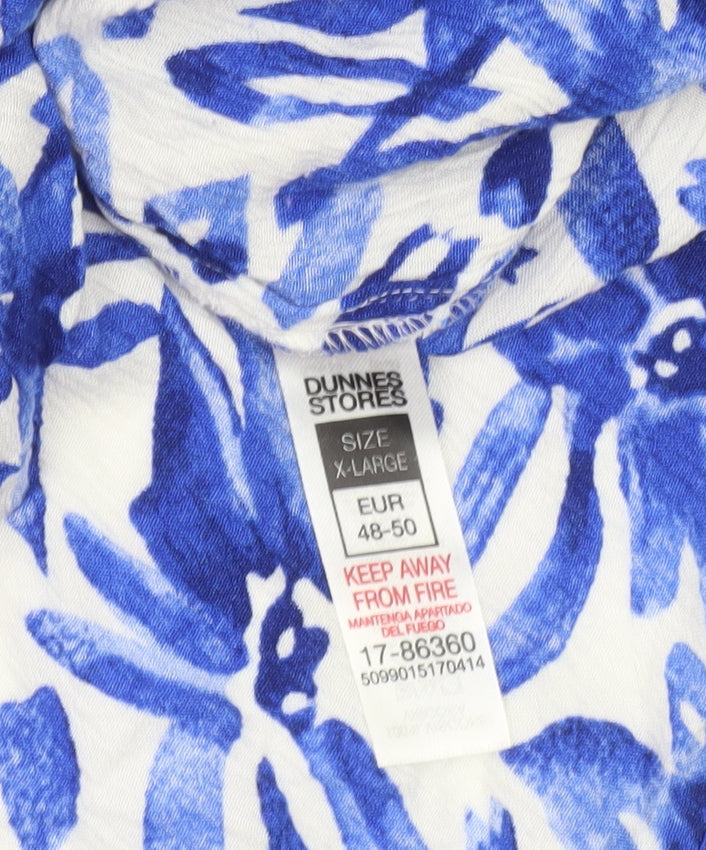 DUNNES
STORES
SIZE
X-LARGE
EUR
48-50
KEEP AWAY
FROM FIRE
MANTENGA APARTADO
DEL FUEGO
17-86360
5099015170414